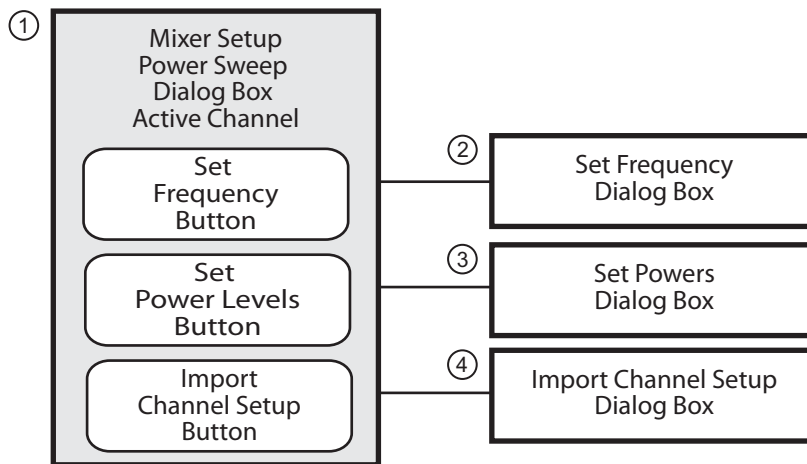 1
Mixer Setup
Power Sweep
Dialog Box
Active Channel
Set
Frequency
Button
2
Set Frequency
Dialog Box
Set
Power Levels
Button
3
Set Powers
Dialog Box
Import
Channel Setup
Button
4
Import Channel Setup
Dialog Box